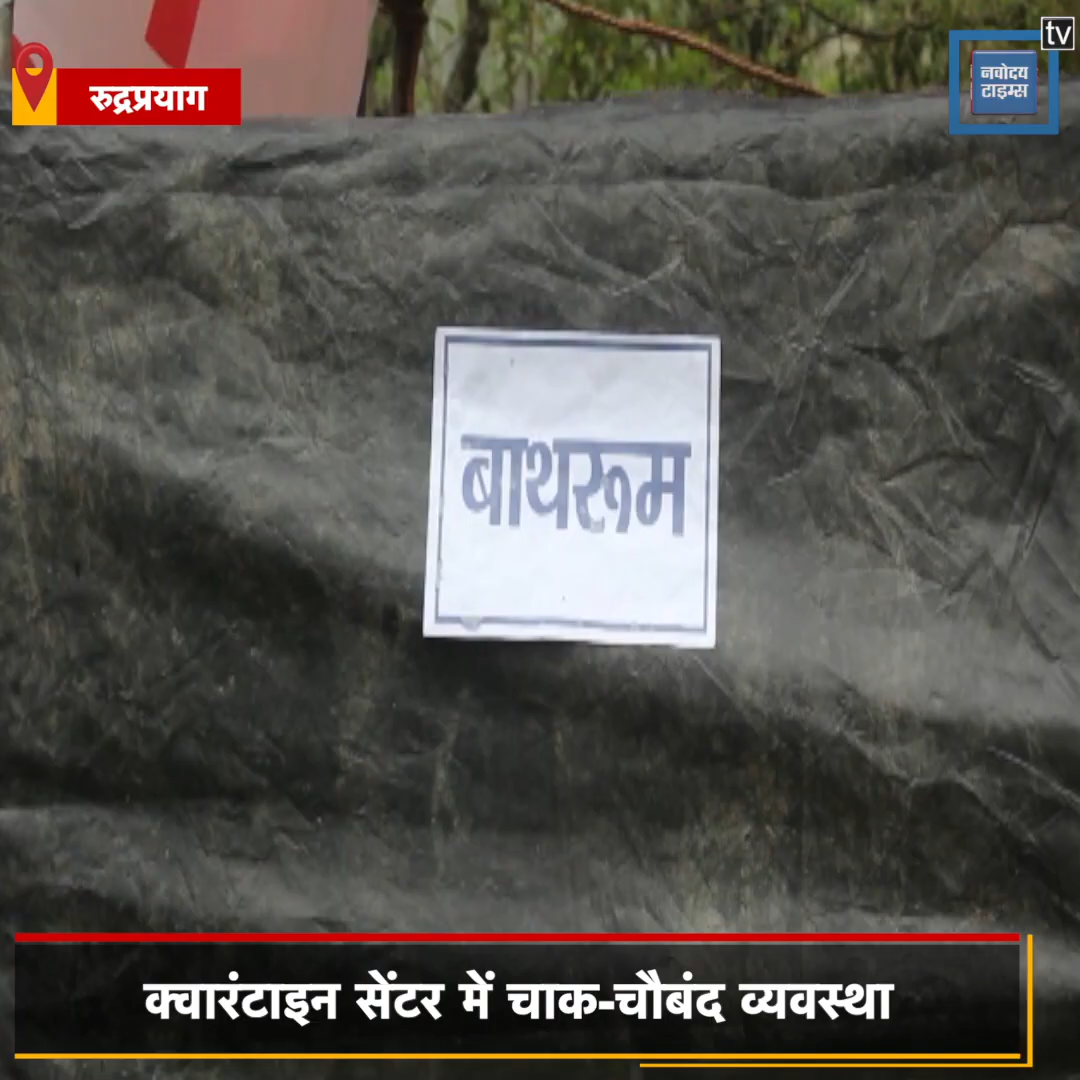 tv
रुद्रप्रयाग
नवोदय
टाइम्स
बाथरूम
क्वारंटाइन सेंटर में चाक-चौबंद व्यवस्था